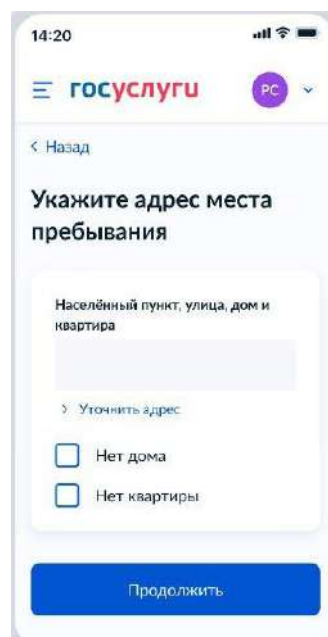 14:20
госуслуги
РС
Назад
Укажите адрес места
пребывания
Населённый пункт, улица, дом и
квартира
Уточнить адрес
Нет дома
Нет квартиры
Продолжить